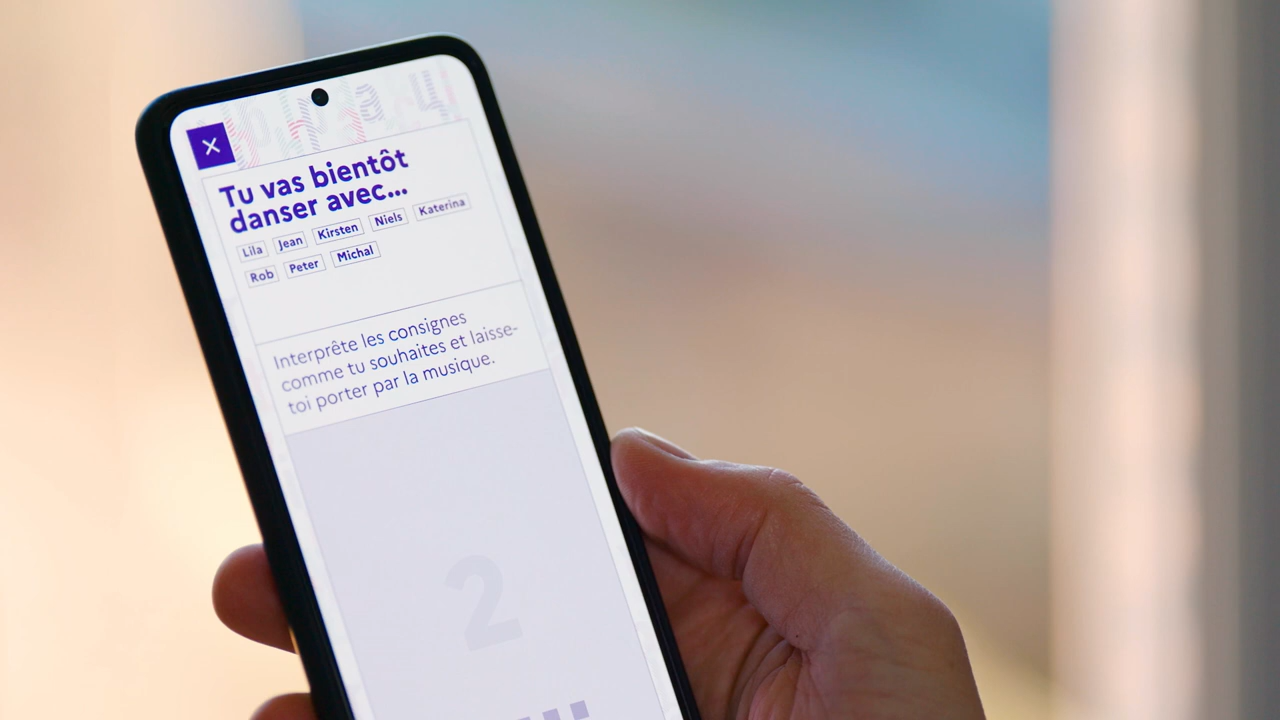 Tu vas bientôt
danser avec...
Lila Jean Kirsten Niels Katerina
Rob Peter Michal
Interprête les consignes
comme tu souhaites et laisse-
toi porter par la musique.
2